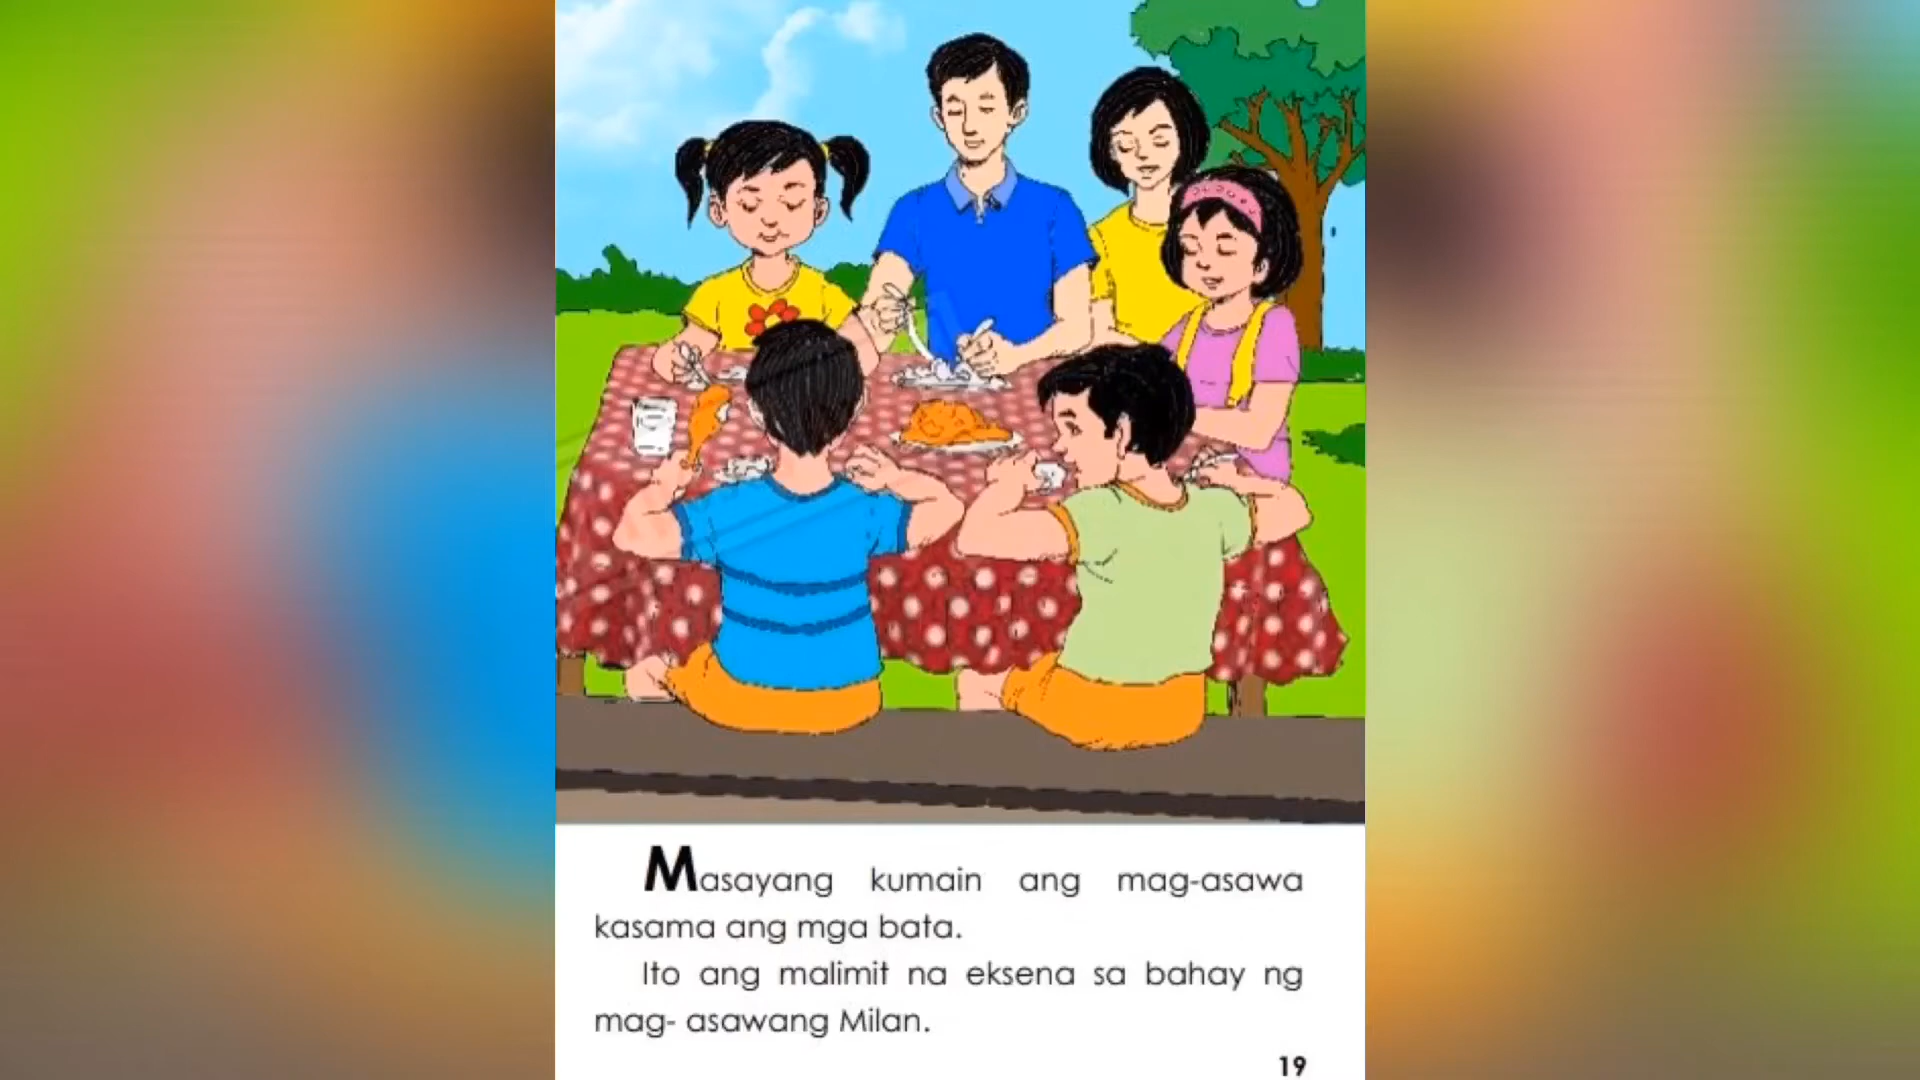 Masayang kumain ang mag-asawa
kasama ang mga bata.
Ito ang malimit na eksena sa bahay ng
mag- asawang Milan.
19